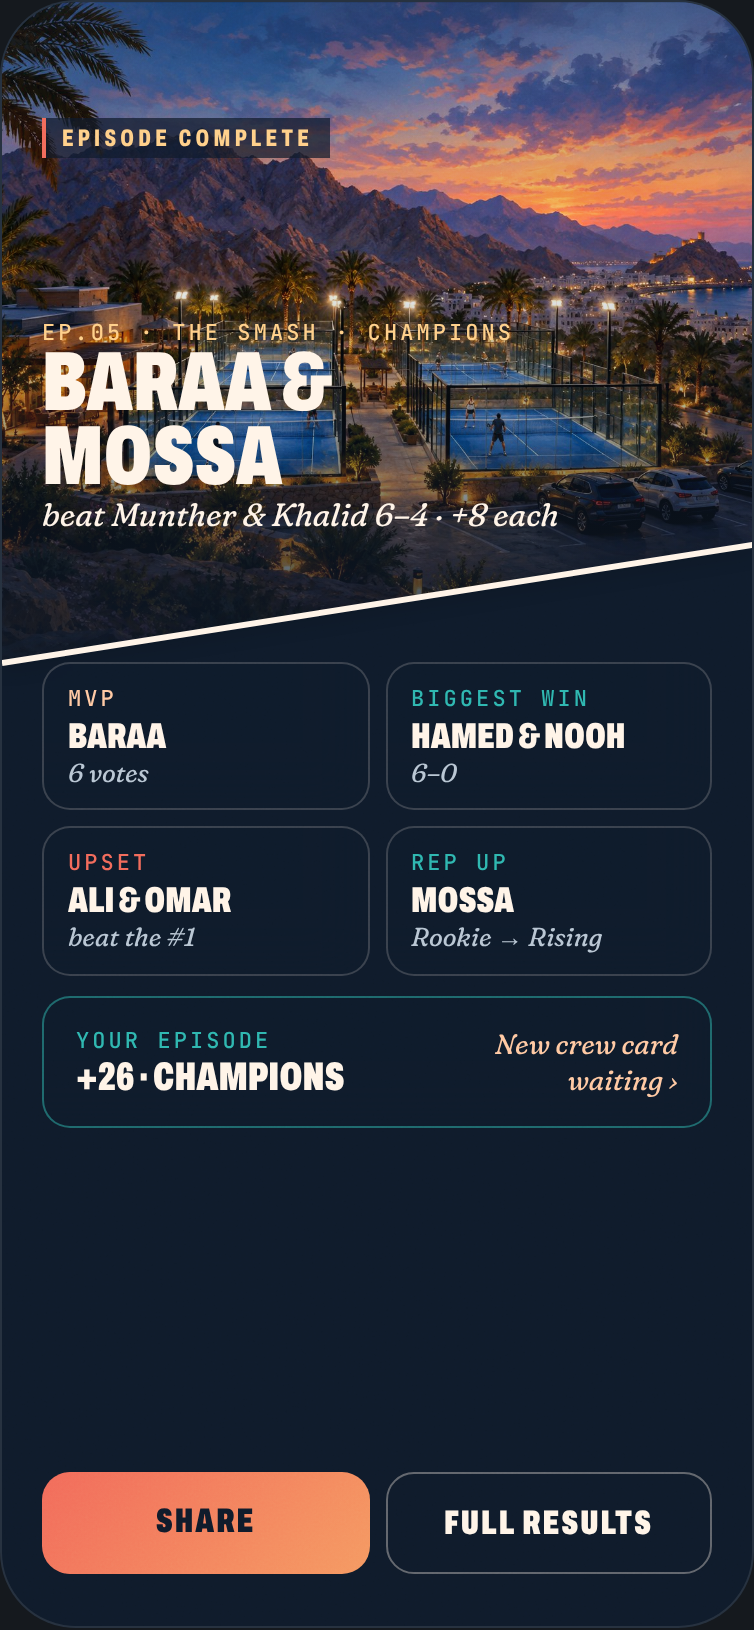 EPISODE COMPLETE
EP.05 · THE SMASH · CHAMPIONS
BARAA &
MOSSA
beat Munther & Khalid 6–4 · +8 each
MVP
BARAA
6 votes
BIGGEST WIN
HAMED & NOOH
6–0
UPSET
ALI & OMAR
beat the #1
REP UP
MOSSA
Rookie → Rising
YOUR EPISODE
+26 · CHAMPIONS
New crew card
waiting ›
SHARE
FULL RESULTS